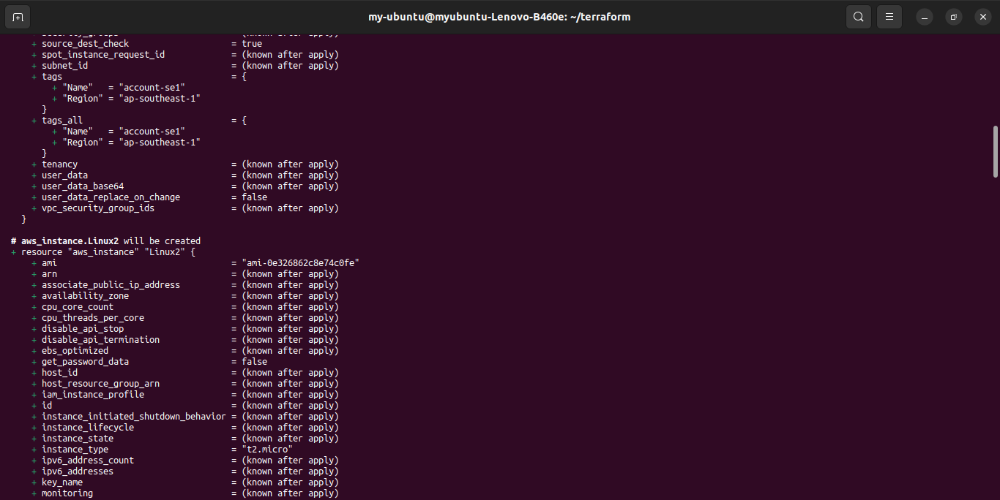 my-ubuntu@myubuntu-Lenovo-B460e: ~/terraform
+ source_dest_check = true
+ spot_instance_request_id = (known after apply)
+ subnet_id = (known after apply)
+ tags = {
+ "Name" = "account-se1"
+ "Region" = "ap-southeast-1"
}
+ tags_all = {
+ "Name" = "account-se1"
+ "Region" = "ap-southeast-1"
}
+ tenancy = (known after apply)
+ user_data = (known after apply)
+ user_data_base64 = (known after apply)
+ user_data_replace_on_change = false
+ vpc_security_group_ids = (known after apply)
}
# aws_instance.Linux2 will be created
+ resource "aws_instance" "Linux2" {
+ ami = "ami-0e326862c8e74c0fe"
+ arn = (known after apply)
+ associate_public_ip_address = (known after apply)
+ availability_zone = (known after apply)
+ cpu_core_count = (known after apply)
+ cpu_threads_per_core = (known after apply)
+ disable_api_stop = (known after apply)
+ disable_api_termination = (known after apply)
+ ebs_optimized = (known after apply)
+ get_password_data = false
+ host_id = (known after apply)
+ host_resource_group_arn = (known after apply)
+ iam_instance_profile = (known after apply)
+ id = (known after apply)
+ instance_initiated_shutdown_behavior = (known after apply)
+ instance_lifecycle = (known after apply)
+ instance_state = (known after apply)
+ instance_type = "t2.micro"
+ ipv6_address_count = (known after apply)
+ ipv6_addresses = (known after apply)
+ key_name = (known after apply)
+ monitoring = (known after apply)